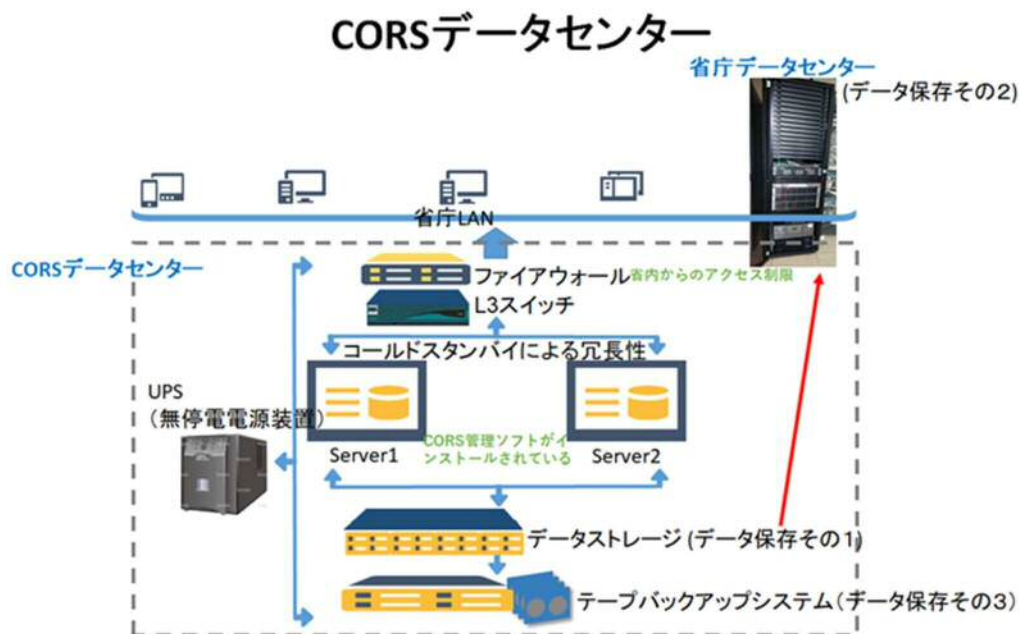 CORSデータセンター
省庁データセンター
(データ保存その2)
省庁LAN
CORSデータセンター
ファイアウォール
省内からのアクセス制限
L3スイッチ
コールドスタンバイによる冗長性
UPS
（無停電電源装置）
CORS管理ソフトがイ
ンストールされている
Server1
Server2
データストレージ (データ保存その1)
テープバックアップシステム（データ保存その3）